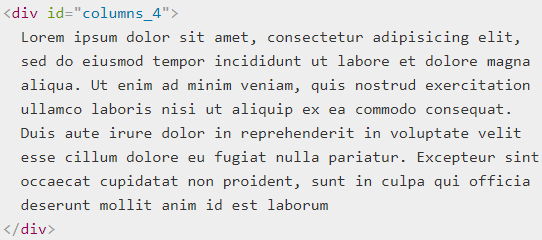 <div id="columns_4">
Lorem ipsum dolor sit amet, consectetur adipisicing elit,
sed do eiusmod tempor incididunt ut labore et dolore magna
aliqua. Ut enim ad minim veniam, quis nostrud exercitation
ullamco laboris nisi ut aliquip ex ea commodo consequat.
Duis aute irure dolor in reprehenderit in voluptate velit
esse cillum dolore eu fugiat nulla pariatur. Excepteur sint
occaecat cupidatat non proident, sunt in culpa qui officia
deserunt mollit anim id est laborum
</div>